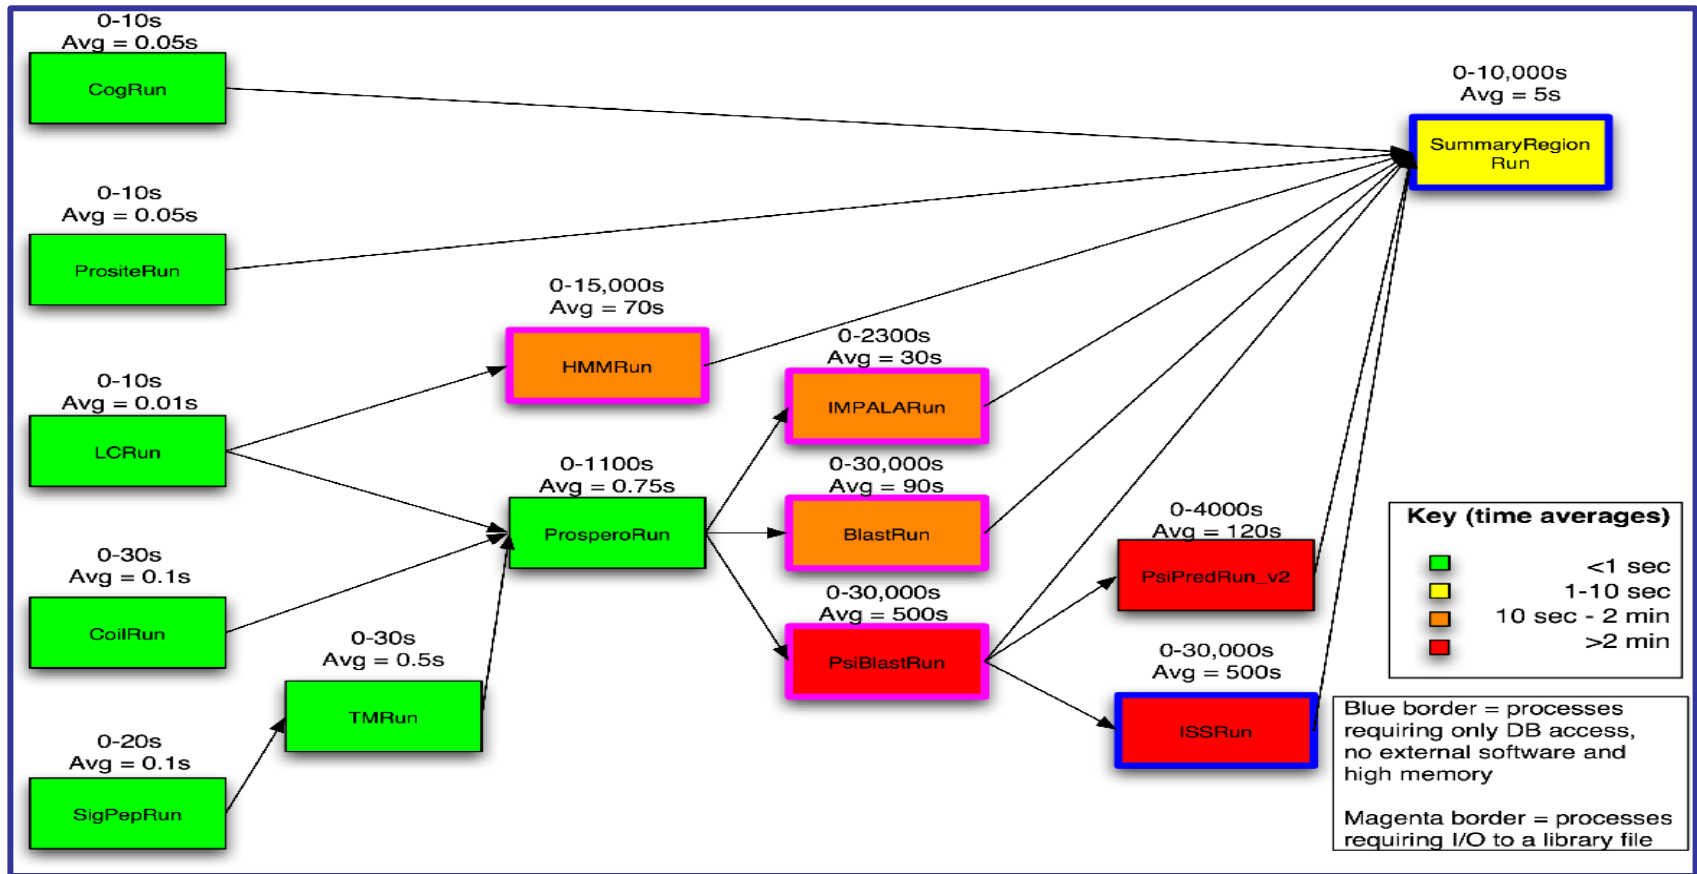 0-10s
Avg = 0.05s
CogRun
0-10,000s
Avg = 5s
SummaryRegion
Run
0-10s
Avg = 0.05s
PrositeRun
0-15,000s
Avg = 70s
HMMRun
0-2300s
Avg = 30s
IMPALARun
0-10s
Avg = 0.01s
LCRun
0-1100s
Avg = 0.75s
ProsperoRun
0-30,000s
Avg = 90s
BlastRun
0-4000s
Avg = 120s
PsiPredRun_v2
0-30s
Avg = 0.1s
CoilRun
0-30,000s
Avg = 500s
PsiBlastRun
0-30s
Avg = 0.5s
TMRun
0-30,000s
Avg = 500s
ISSRun
0-20s
Avg = 0.1s
SigPepRun
Key (time averages)
<1 sec
1-10 sec
10 sec - 2 min
>2 min
Blue border = processes
requiring only DB access,
no external software and
high memory
Magenta border = processes
requiring I/O to a library file